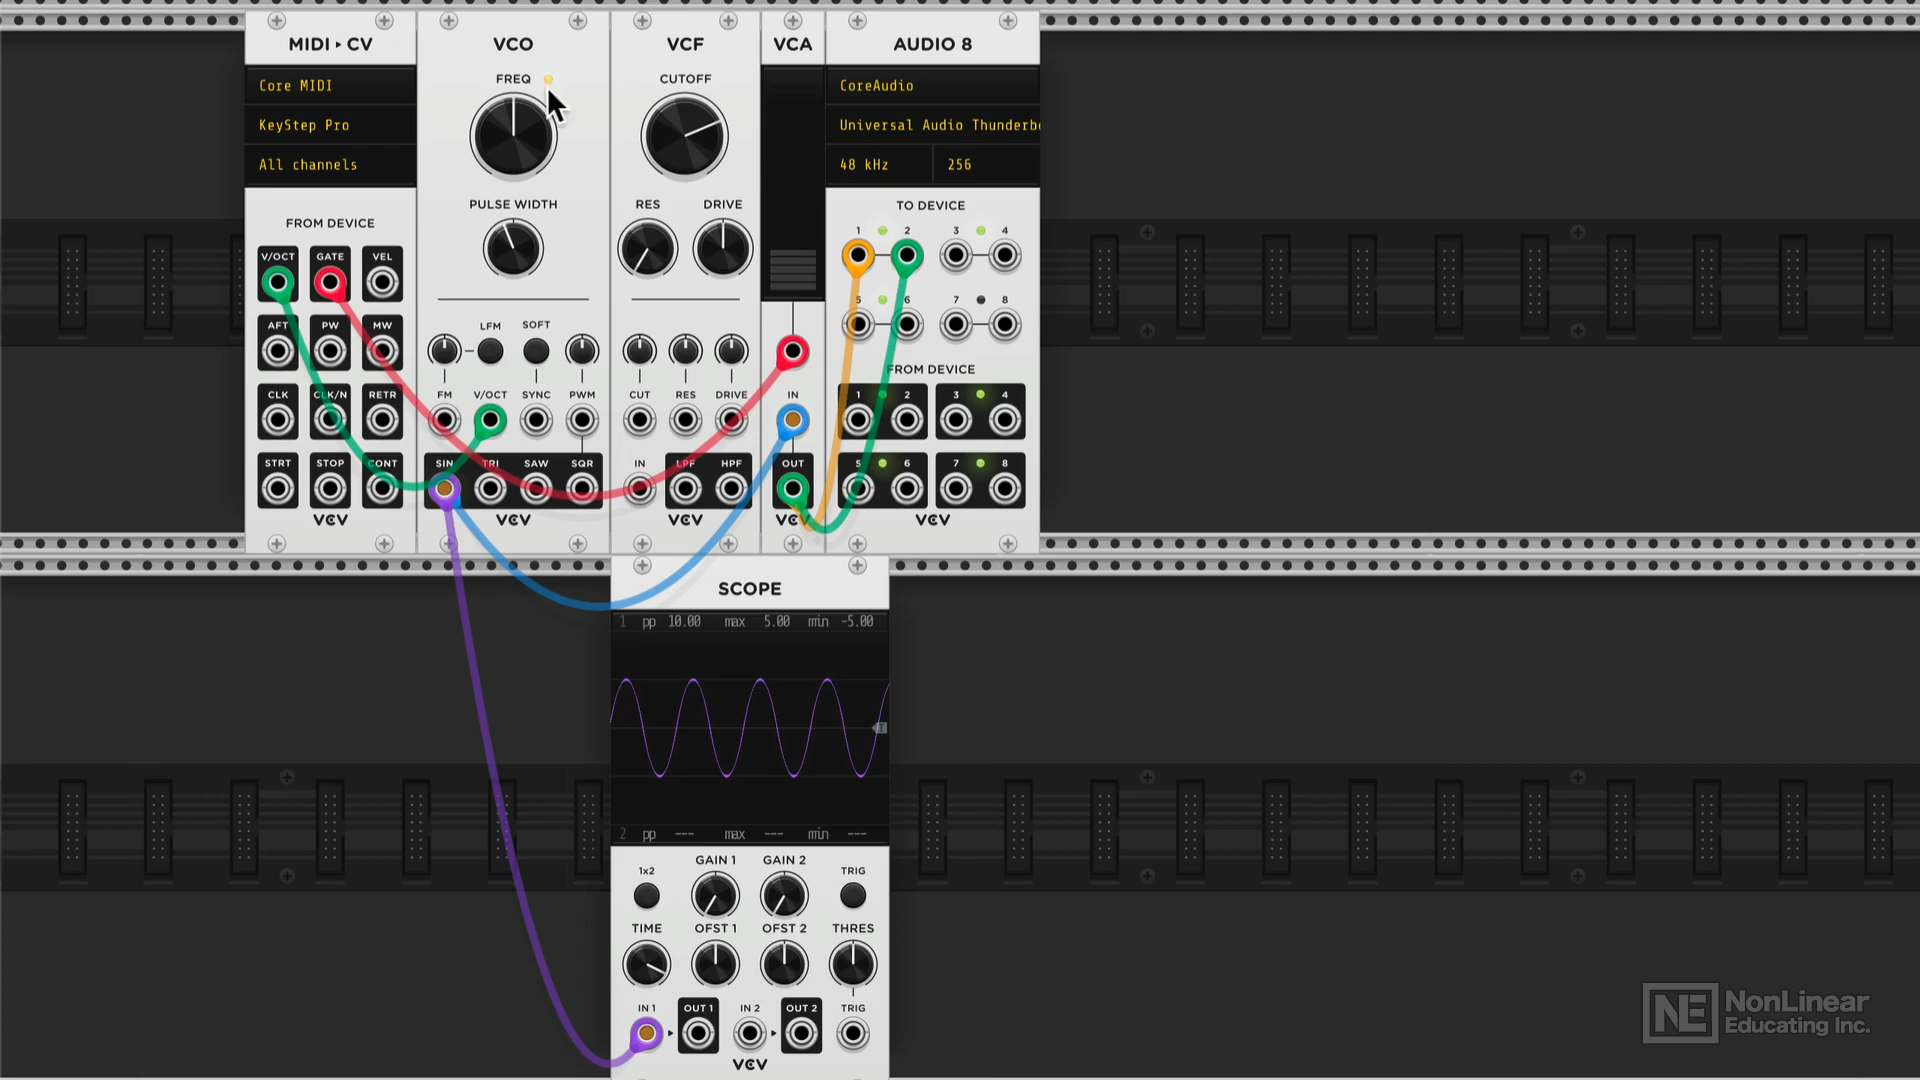 MIDI ▸ CV
Core MIDI
KeyStep Pro
All channels
FROM DEVICE
V/OCT GATE VEL
AFT PW MW
CLK CLK/N RETR
STRT STOP CONT
VCV
VCO
FREQ
PULSE WIDTH
LFM SOFT
FM V/OCT SYNC PWM
SIN TRI SAW SQR
VCV
VCF
CUTOFF
RES DRIVE
CUT RES DRIVE
IN LPF HPF
VCV
VCA
IN
OUT
VCV
AUDIO 8
CoreAudio
Universal Audio Thunderbo
48 kHz 256
TO DEVICE
1 2 3 4
5 6 7 8
FROM DEVICE
1 2 3 4
5 6 7 8
VCV
SCOPE
1 pp 10.00 max 5.00 min -5.00
T
2 pp --- max --- min ---
1x2 GAIN 1 GAIN 2 TRIG
TIME OFST 1 OFST 2 THRES
IN 1 OUT 1 IN 2 OUT 2 TRIG
VCV
NE NonLinear
Educating Inc.